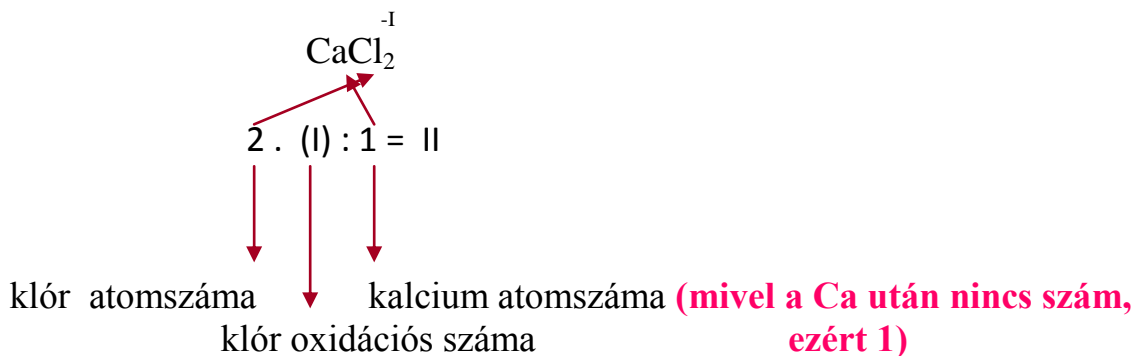 -I
CaCl2
2 . (I) : 1 = II
klór atomszáma kalcium atomszáma (mivel a Ca után nincs szám,
klór oxidációs száma ezért 1)